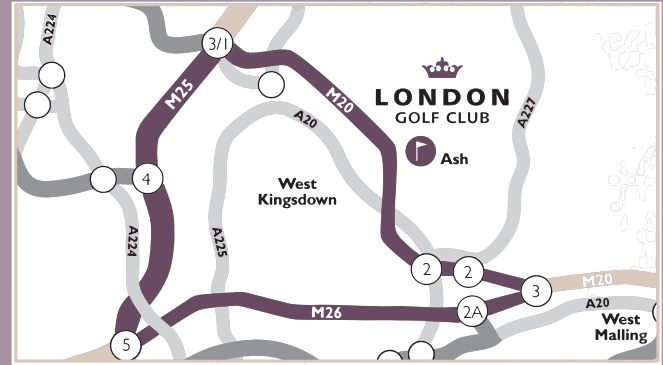 A224
3/1
M25
M20
LONDON
GOLF CLUB
A227
A20
Ash
West
Kingsdown
4
A224
A225
2
2
3
M20
2A
M26
A20
West
Malling
5